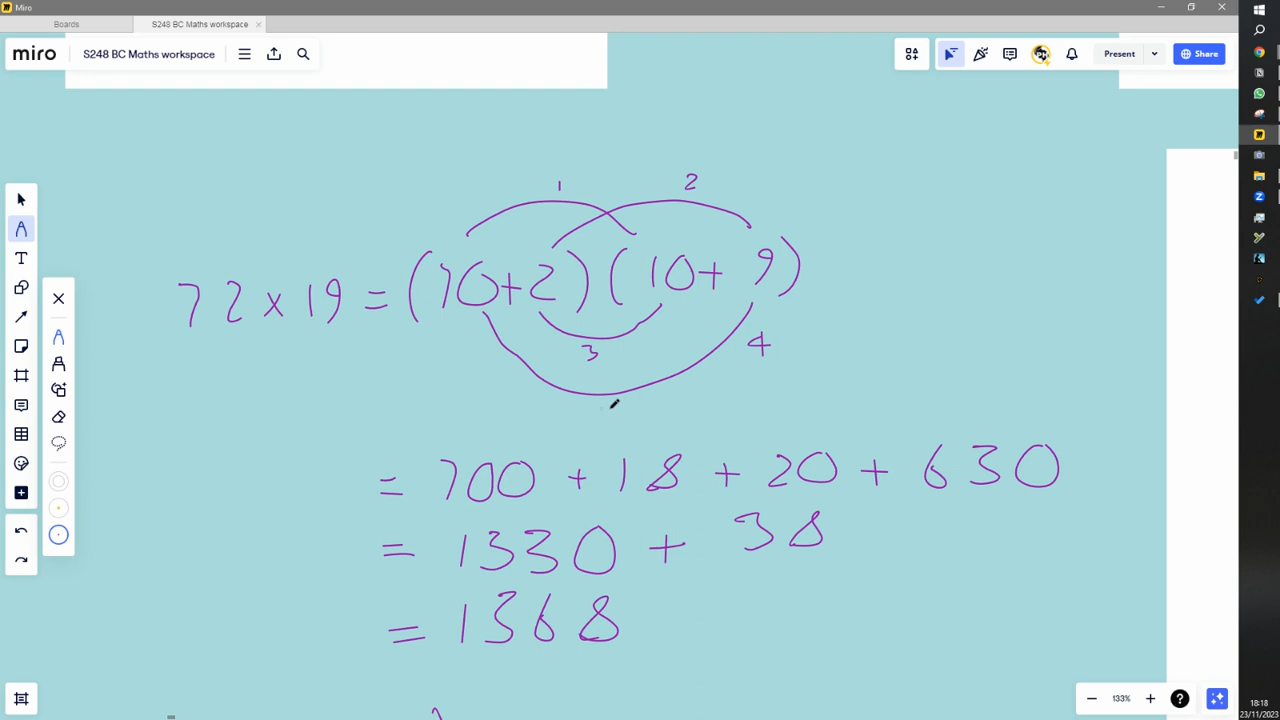 Miro
Boards
S248 BC Maths workspace
miro
S248 BC Maths workspace
Present
Share
1
2
72 x 19 = (70+2)(10+ 9)
3
4
= 700 + 18 + 20 + 630
= 1330 + 38
= 1368
133%
?
18:18
23/11/2023